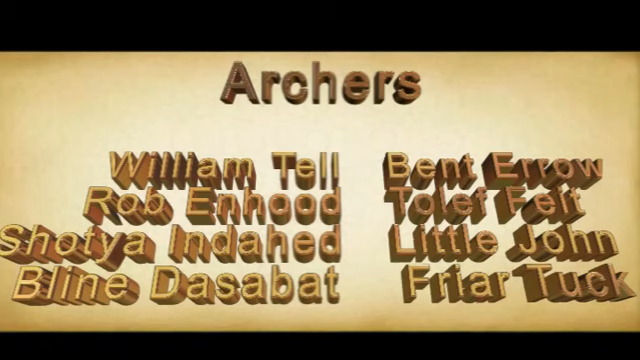 Archers
William Tell Bent Errow
Rob Enhood Tolef Feit
Shotya Indahed Little John
Bline Dasabat Friar Tuck